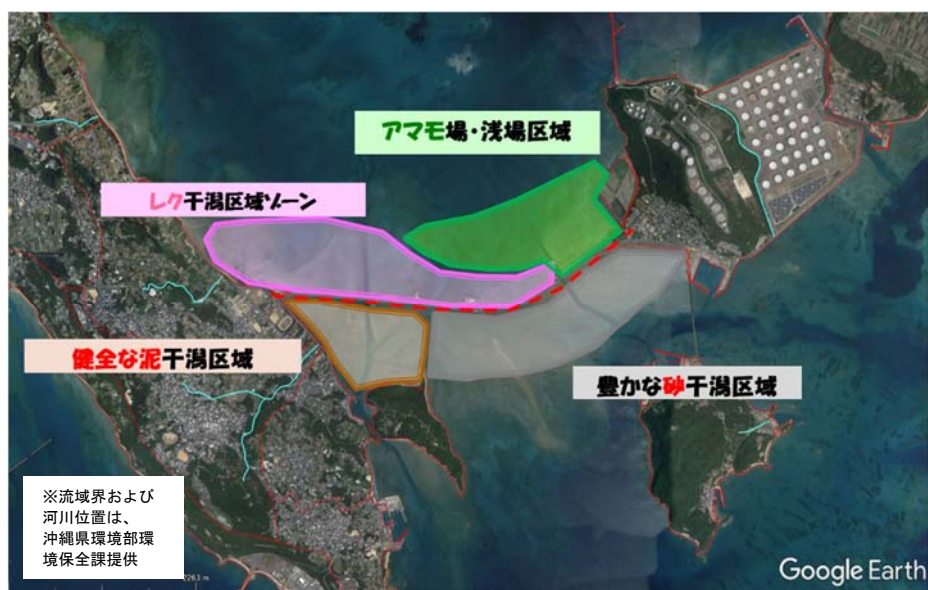 アマモ場・浅場区域
レク干潟区域ゾーン
健全な泥干潟区域
豊かな砂干潟区域
※流域界および
河川位置は、
沖縄県環境部環
境保全課提供
Google Earth